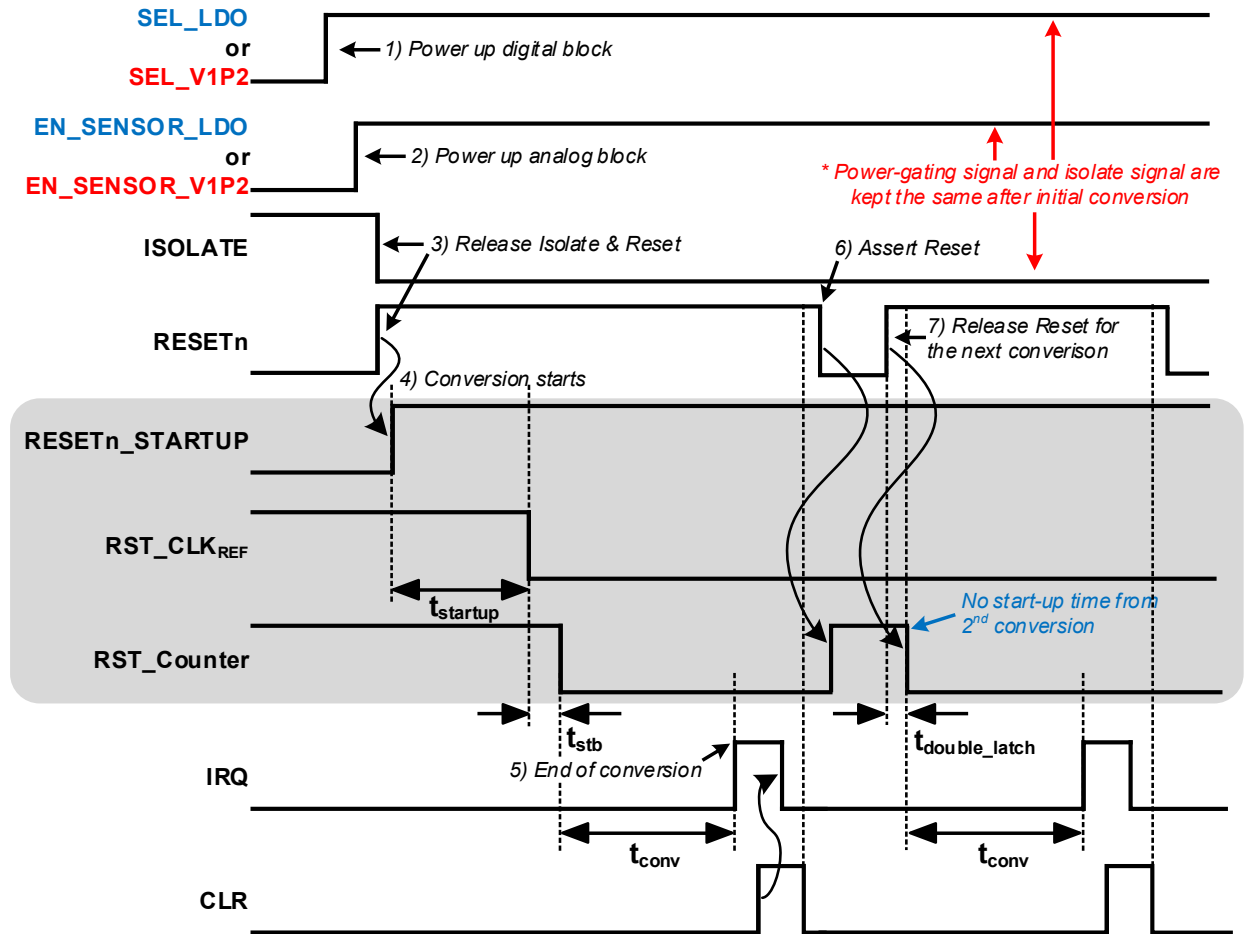 SEL_LDO
or
SEL_V1P2
1) Power up digital block
EN_SENSOR_LDO
or
EN_SENSOR_V1P2
2) Power up analog block
* Power-gating signal and isolate signal are
kept the same after initial conversion
ISOLATE
3) Release Isolate & Reset
6) Assert Reset
RESETn
7) Release Reset for
the next converison
4) Conversion starts
RESETn_STARTUP
RST_CLKREF
tstartup
No start-up time from
2nd conversion
RST_Counter
tstb
tdouble_latch
5) End of conversion
IRQ
tconv
tconv
CLR